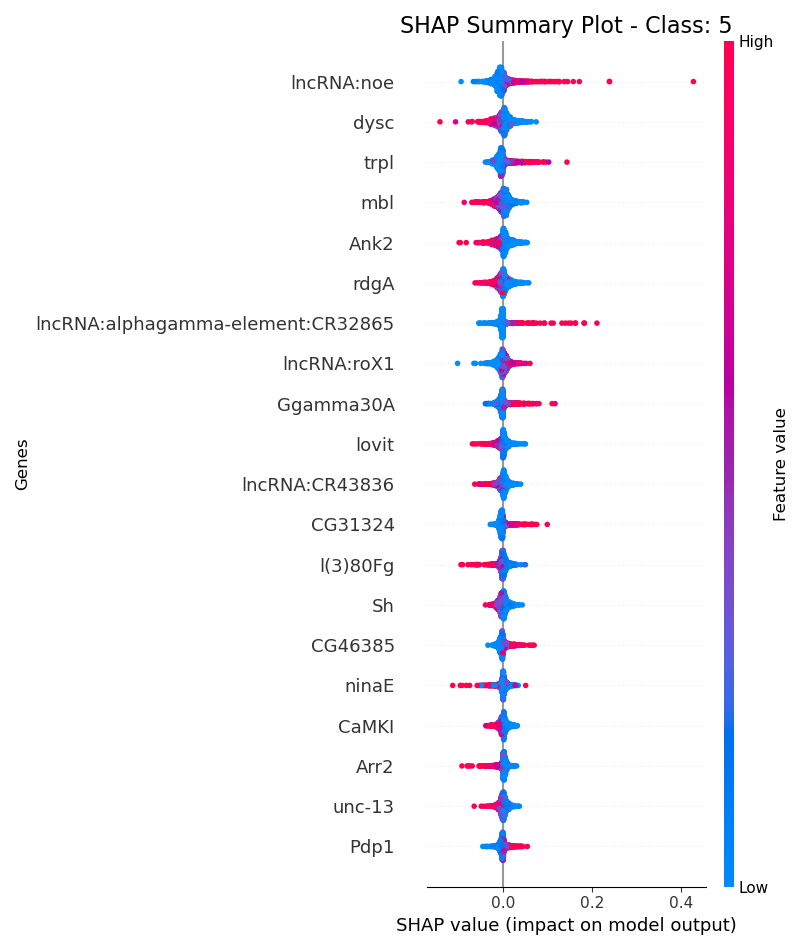 SHAP Summary Plot - Class: 5
High
lncRNA:noe
dysc
trpl
mbl
Ank2
rdgA
lncRNA:alphagamma-element:CR32865
lncRNA:roX1
Ggamma30A
lovit
lncRNA:CR43836
CG31324
l(3)80Fg
Sh
CG46385
ninaE
CaMKI
Arr2
unc-13
Pdp1
Genes
Feature value
Low
0.0 0.2 0.4
SHAP value (impact on model output)